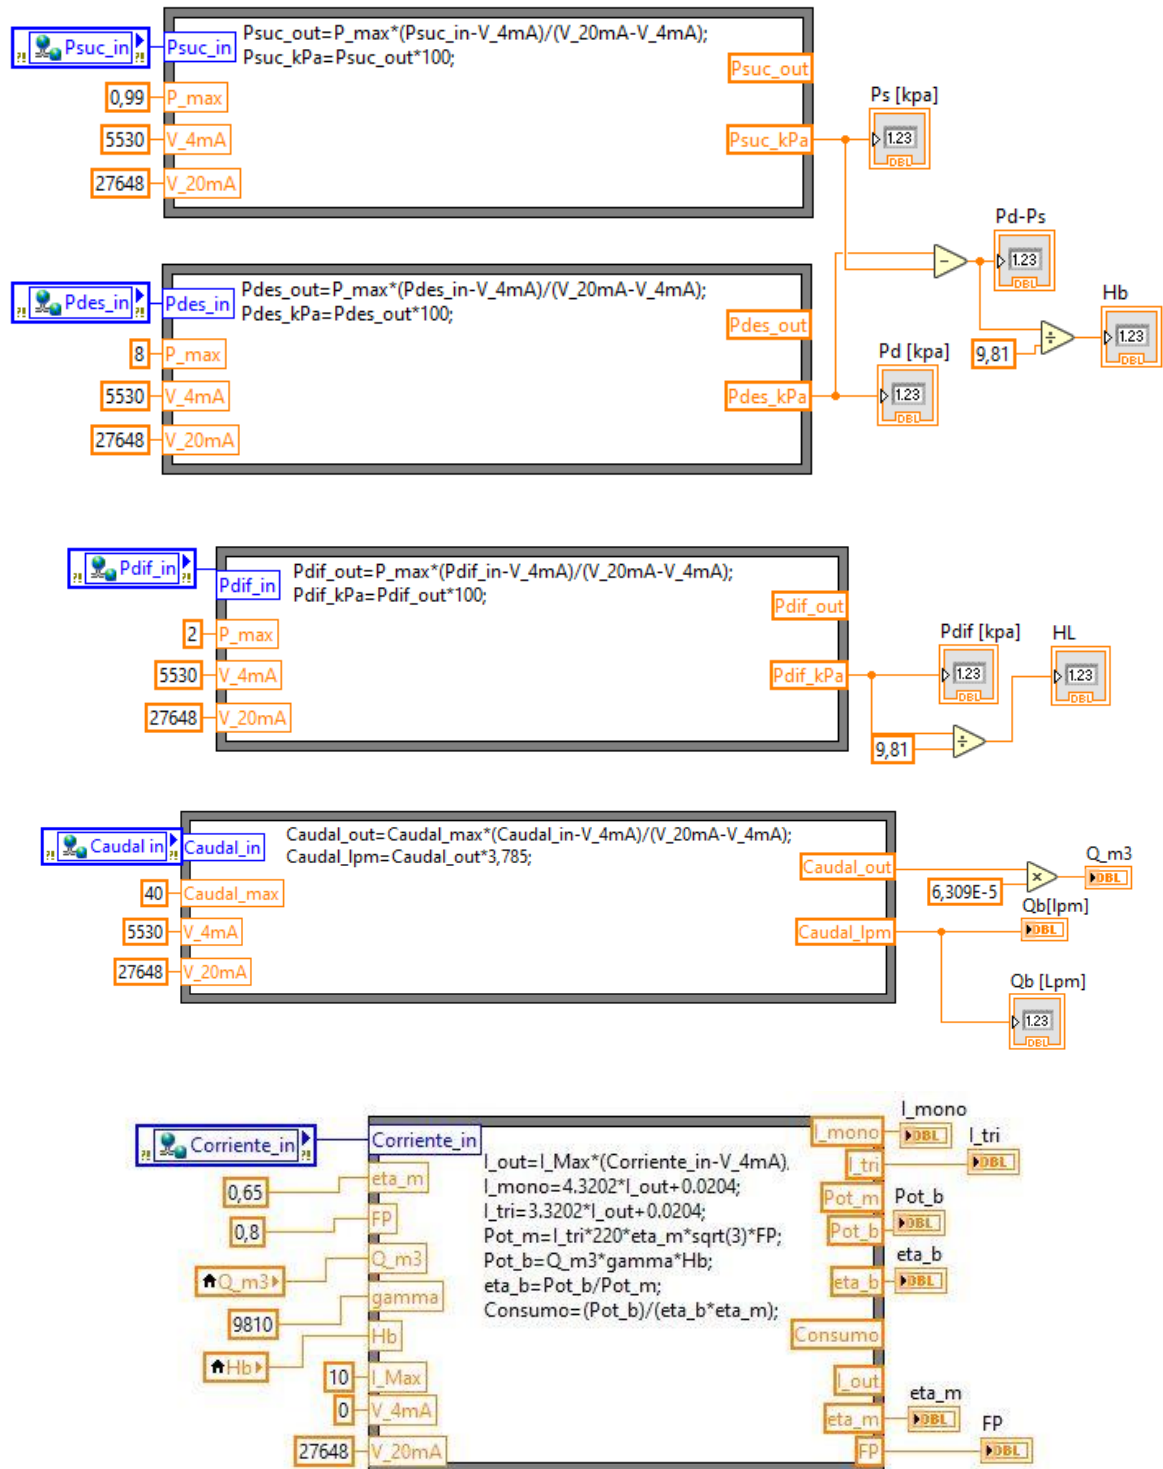 Psuc_in
Psuc_in
Psuc_out=P_max*(Psuc_in-V_4mA)/(V_20mA-V_4mA);
Psuc_kPa=Psuc_out*100;
Psuc_out
0,99
P_max
Ps [kpa]
5530
V_4mA
Psuc_kPa
1.23
DBL
27648
V_20mA
Pd-Ps
1.23
DBL
Pdes_in
Pdes_in
Pdes_out=P_max*(Pdes_in-V_4mA)/(V_20mA-V_4mA);
Pdes_kPa=Pdes_out*100;
Pdes_out
Hb
1.23
DBL
9,81
8
P_max
Pd [kpa]
5530
V_4mA
Pdes_kPa
1.23
DBL
27648
V_20mA
Pdif_in
Pdif_in
Pdif_out=P_max*(Pdif_in-V_4mA)/(V_20mA-V_4mA);
Pdif_kPa=Pdif_out*100;
Pdif_out
2
P_max
Pdif [kpa]
HL
5530
V_4mA
Pdif_kPa
1.23
DBL
1.23
DBL
27648
V_20mA
9,81
Caudal in
Caudal_in
Caudal_out=Caudal_max*(Caudal_in-V_4mA)/(V_20mA-V_4mA);
Caudal_lpm=Caudal_out*3,785;
Caudal_out
Q_m3
DBL
40
Caudal_max
6,309E-5
Qb[lpm]
5530
V_4mA
Caudal_lpm
DBL
27648
V_20mA
Qb [Lpm]
1.23
DBL
Corriente_in
Corriente_in
I_out=I_Max*(Corriente_in-V_4mA)
I_mono=4.3202*I_out+0.0204;
I_tri=3.3202*I_out+0.0204;
Pot_m=I_tri*220*eta_m*sqrt(3)*FP;
Pot_b=Q_m3*gamma*Hb;
eta_b=Pot_b/Pot_m;
Consumo=(Pot_b)/(eta_b*eta_m);
I_mono
I_mono
DBL
I_tri
I_tri
DBL
0,65
eta_m
Pot_m
0,8
FP
Pot_b
Pot_b
DBL
Q_m3
Q_m3
eta_b
eta_b
DBL
9810
gamma
Consumo
Hb
Hb
10
I_Max
I_out
0
V_4mA
eta_m
eta_m
DBL
27648
V_20mA
FP
FP
DBL